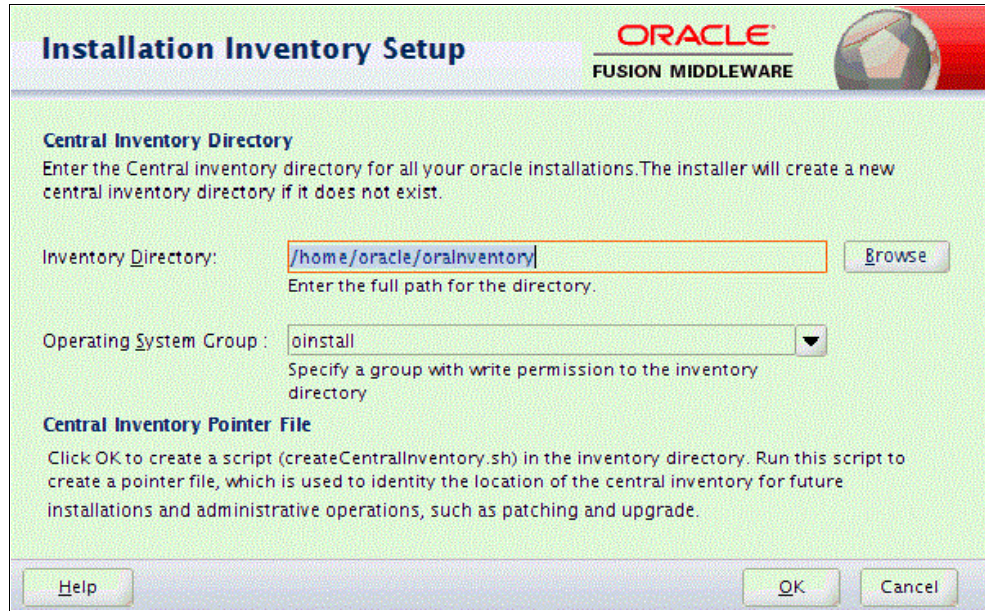 Installation Inventory Setup
ORACLE
FUSION MIDDLEWARE
Central Inventory Directory
Enter the Central inventory directory for all your oracle installations.The installer will create a new
central inventory directory if it does not exist.
Inventory Directory:
/home/oracle/oraInventory
Browse
Enter the full path for the directory.
Operating System Group :
oinstall
Specify a group with write permission to the inventory
directory
Central Inventory Pointer File
Click OK to create a script (createCentralInventory.sh) in the inventory directory. Run this script to
create a pointer file, which is used to identity the location of the central inventory for future
installations and administrative operations, such as patching and upgrade.
Help
OK
Cancel